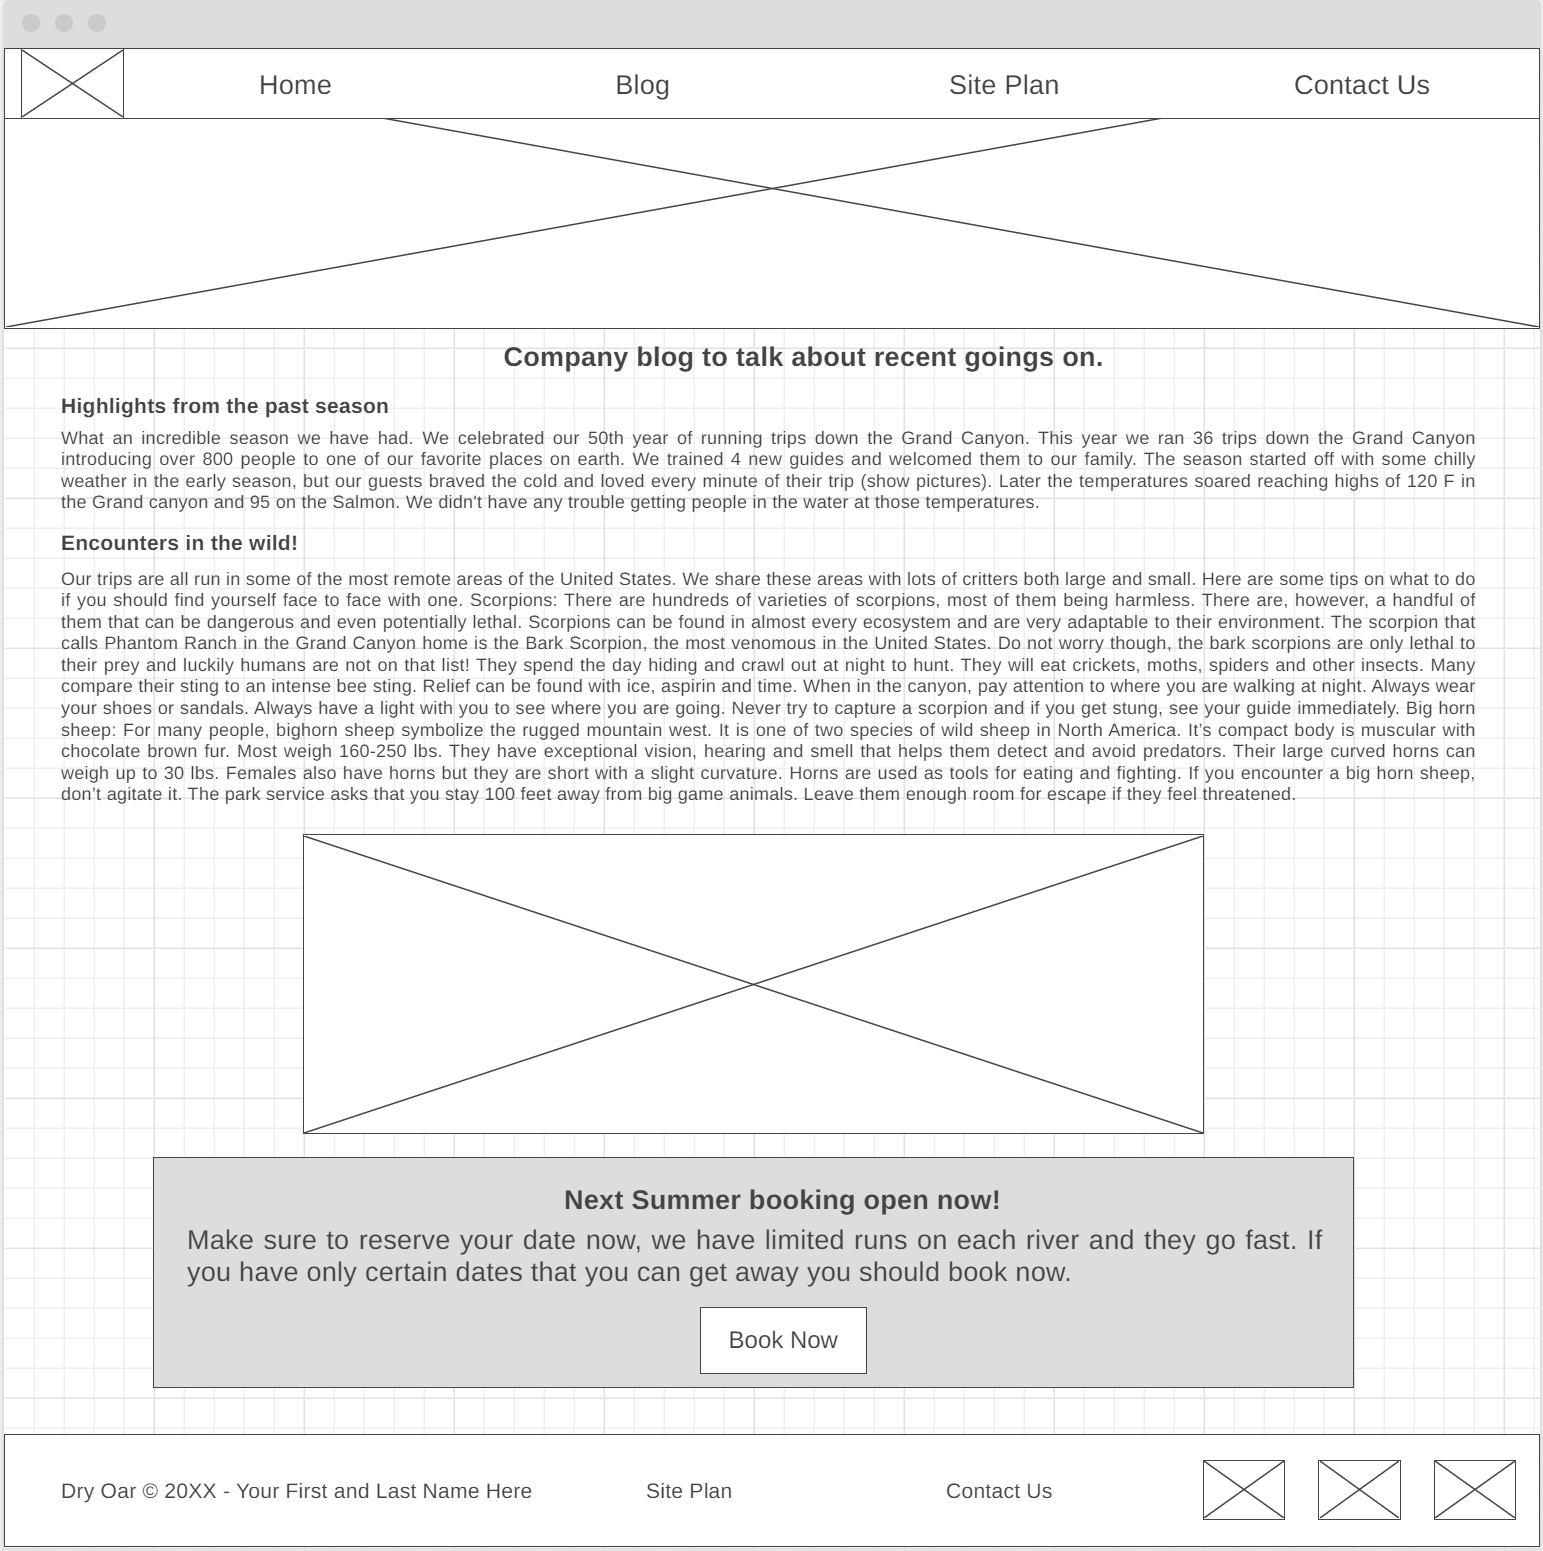 Home Blog Site Plan Contact Us
Company blog to talk about recent goings on.
Highlights from the past season
What an incredible season we have had. We celebrated our 50th year of running trips down the Grand Canyon. This year we ran 36 trips down the Grand Canyon
introducing over 800 people to one of our favorite places on earth. We trained 4 new guides and welcomed them to our family. The season started off with some chilly
weather in the early season, but our guests braved the cold and loved every minute of their trip (show pictures). Later the temperatures soared reaching highs of 120 F in
the Grand canyon and 95 on the Salmon. We didn't have any trouble getting people in the water at those temperatures.
Encounters in the wild!
Our trips are all run in some of the most remote areas of the United States. We share these areas with lots of critters both large and small. Here are some tips on what to do
if you should find yourself face to face with one. Scorpions: There are hundreds of varieties of scorpions, most of them being harmless. There are, however, a handful of
them that can be dangerous and even potentially lethal. Scorpions can be found in almost every ecosystem and are very adaptable to their environment. The scorpion that
calls Phantom Ranch in the Grand Canyon home is the Bark Scorpion, the most venomous in the United States. Do not worry though, the bark scorpions are only lethal to
their prey and luckily humans are not on that list! They spend the day hiding and crawl out at night to hunt. They will eat crickets, moths, spiders and other insects. Many
compare their sting to an intense bee sting. Relief can be found with ice, aspirin and time. When in the canyon, pay attention to where you are walking at night. Always wear
your shoes or sandals. Always have a light with you to see where you are going. Never try to capture a scorpion and if you get stung, see your guide immediately. Big horn
sheep: For many people, bighorn sheep symbolize the rugged mountain west. It is one of two species of wild sheep in North America. It’s compact body is muscular with
chocolate brown fur. Most weigh 160-250 lbs. They have exceptional vision, hearing and smell that helps them detect and avoid predators. Their large curved horns can
weigh up to 30 lbs. Females also have horns but they are short with a slight curvature. Horns are used as tools for eating and fighting. If you encounter a big horn sheep,
don’t agitate it. The park service asks that you stay 100 feet away from big game animals. Leave them enough room for escape if they feel threatened.
Next Summer booking open now!
Make sure to reserve your date now, we have limited runs on each river and they go fast. If
you have only certain dates that you can get away you should book now.
Book Now
Dry Oar © 20XX - Your First and Last Name Here Site Plan Contact Us